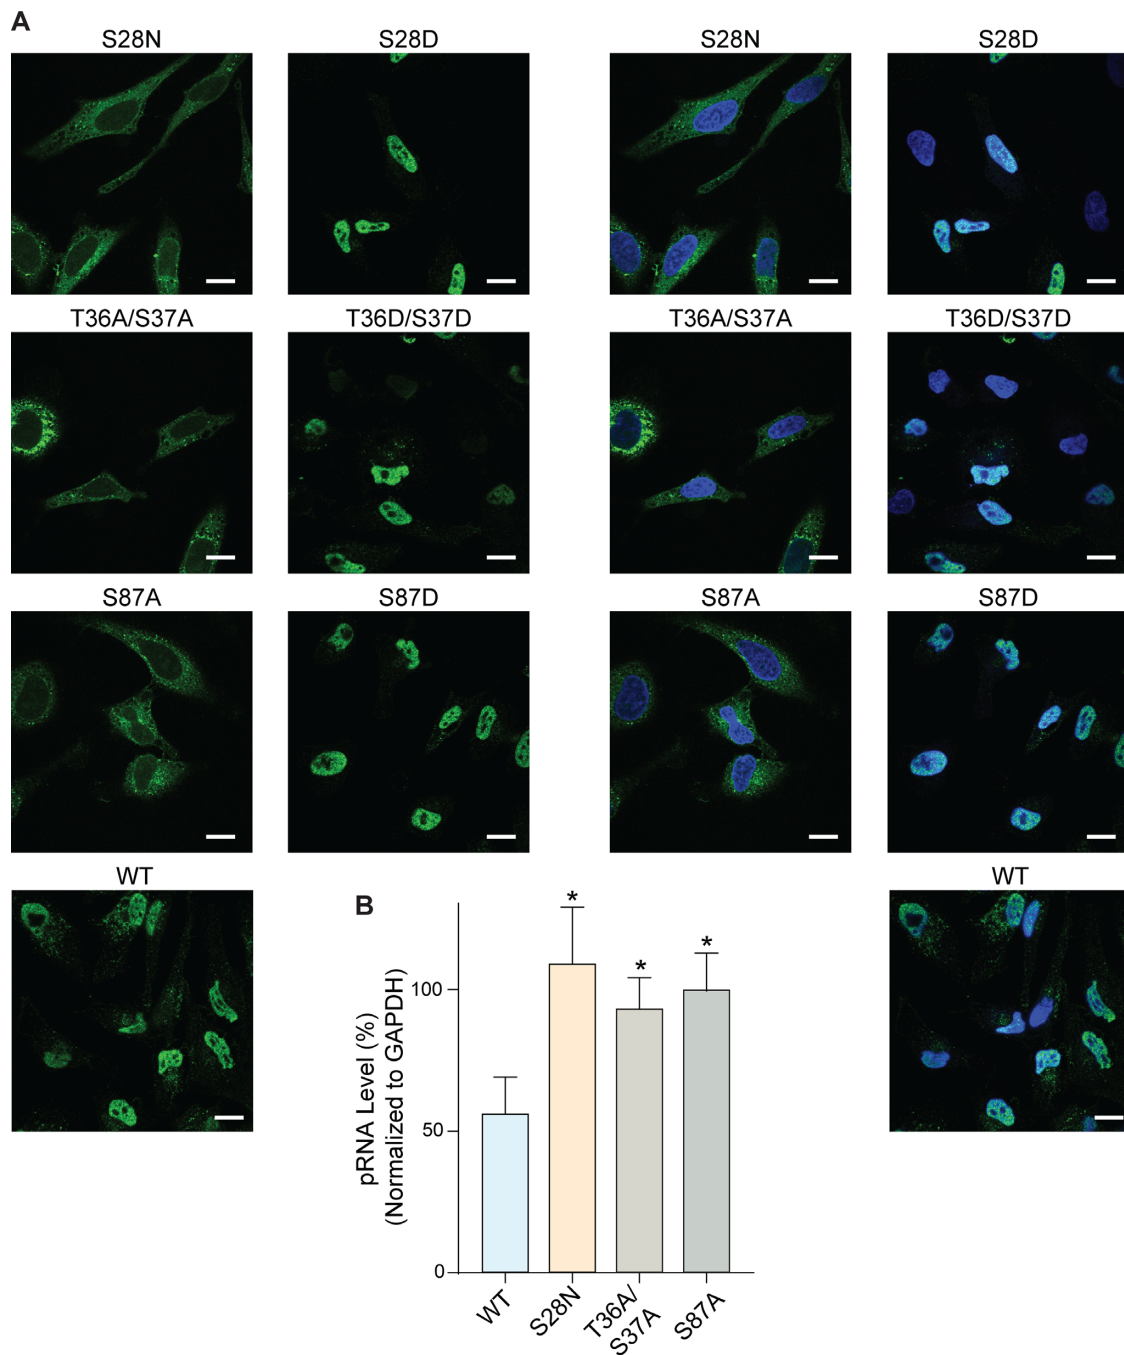 A
S28N
S28D
S28N
S28D
T36A/S37A
T36D/S37D
T36A/S37A
T36D/S37D
S87A
S87D
S87A
S87D
WT
WT
B
pRNA Level (%)
(Normalized to GAPDH)
100
50
0
*
*
*
WT
S28N
T36A/
S37A
S87A